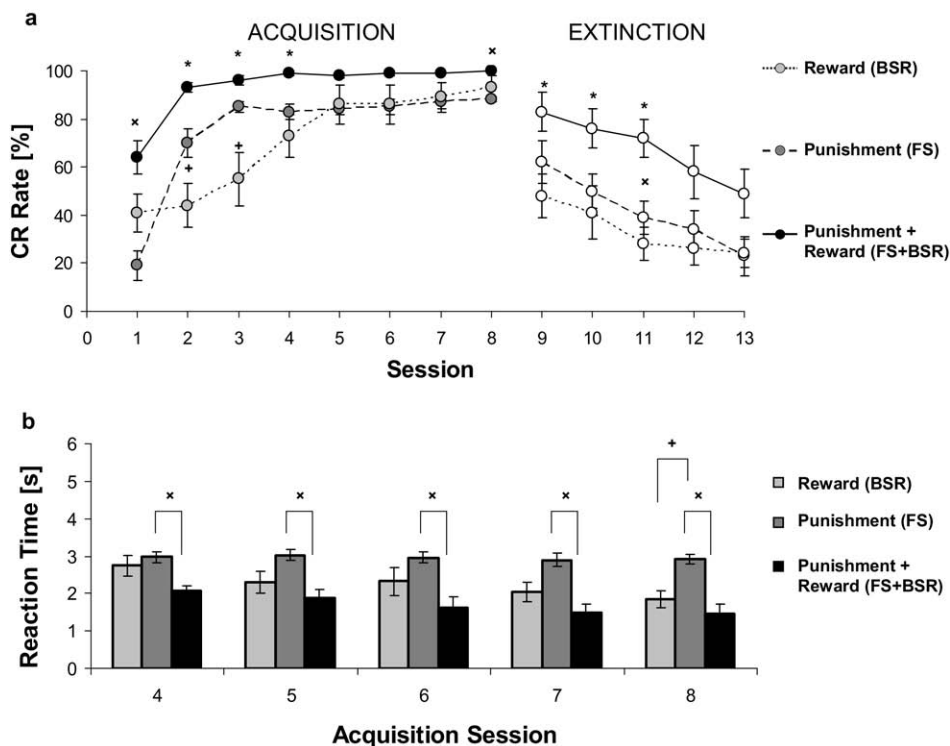 a
ACQUISITION
EXTINCTION
CR Rate [%]
100
80
60
40
20
0
× * * * ×
+ +
* * *
×
0 1 2 3 4 5 6 7 8 9 10 11 12 13
Session
Reward (BSR)
Punishment (FS)
Punishment +
Reward (FS+BSR)
b
Reaction Time [s]
6
5
4
3
2
1
0
+
× × × × ×
4 5 6 7 8
Acquisition Session
Reward (BSR)
Punishment (FS)
Punishment +
Reward (FS+BSR)